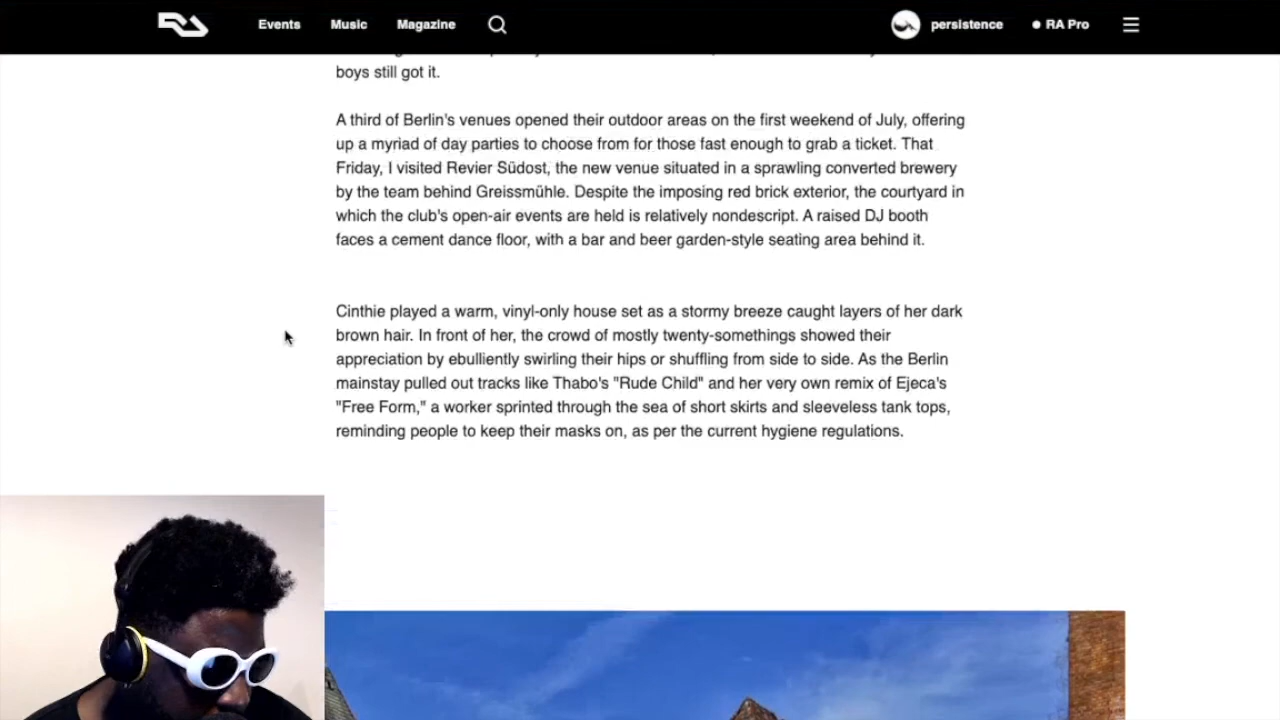 Events Music Magazine persistence RA Pro
boys still got it.
A third of Berlin's venues opened their outdoor areas on the first weekend of July, offering
up a myriad of day parties to choose from for those fast enough to grab a ticket. That
Friday, I visited Revier Südost, the new venue situated in a sprawling converted brewery
by the team behind Greissmühle. Despite the imposing red brick exterior, the courtyard in
which the club's open-air events are held is relatively nondescript. A raised DJ booth
faces a cement dance floor, with a bar and beer garden-style seating area behind it.
Cinthie played a warm, vinyl-only house set as a stormy breeze caught layers of her dark
brown hair. In front of her, the crowd of mostly twenty-somethings showed their
appreciation by ebulliently swirling their hips or shuffling from side to side. As the Berlin
mainstay pulled out tracks like Thabo's "Rude Child" and her very own remix of Ejeca's
"Free Form," a worker sprinted through the sea of short skirts and sleeveless tank tops,
reminding people to keep their masks on, as per the current hygiene regulations.